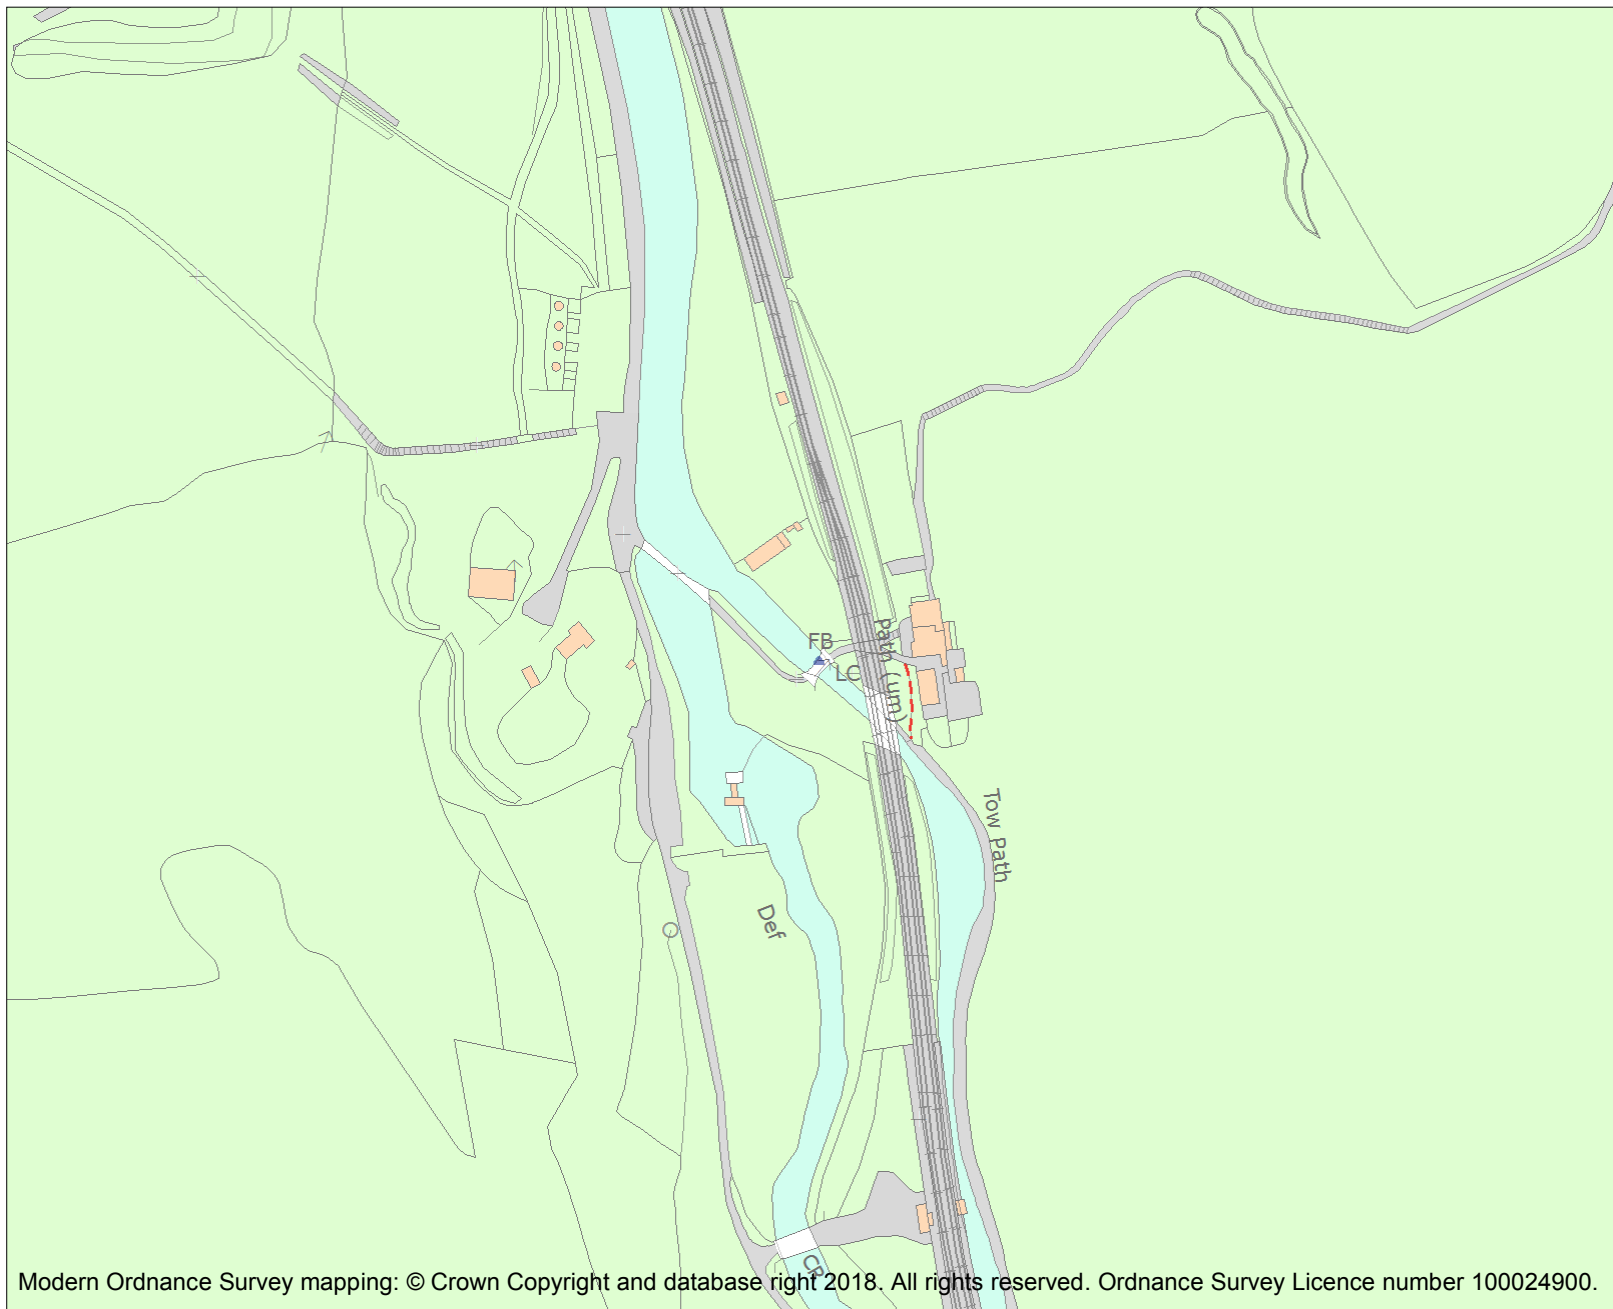 FB
LC
Path (um)
Tow Path
Def
CR
Modern Ordnance Survey mapping: © Crown Copyright and database right 2018. All rights reserved. Ordnance Survey Licence number 100024900.